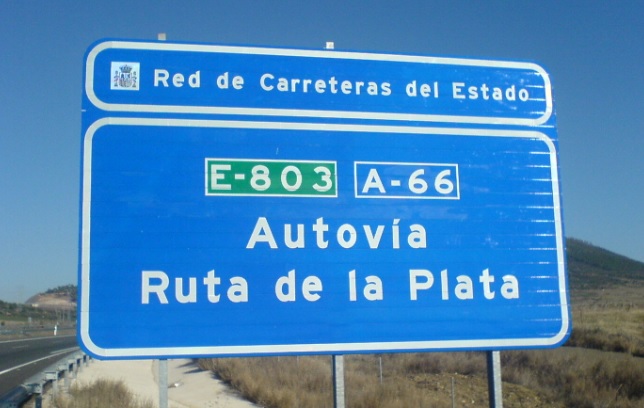 Red de Carreteras del Estado
E-803 A-66
Autovía
Ruta de la Plata